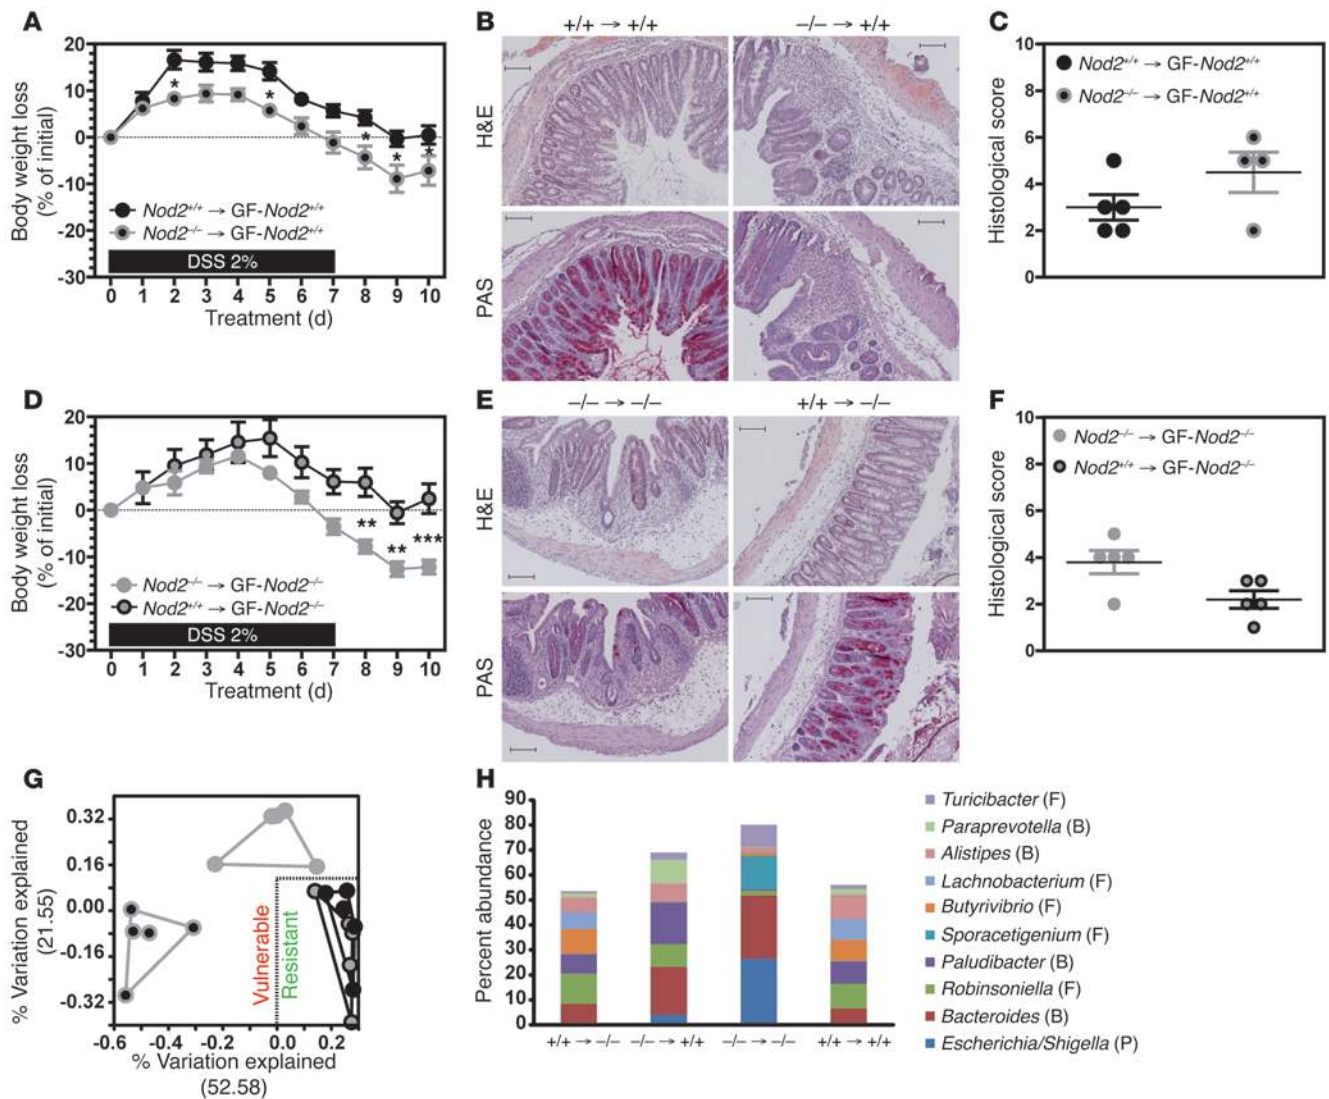 A
Body weight loss
(% of initial)
20
10
0
-10
-20
-30
Nod2+/+ → GF-Nod2+/+
Nod2−/− → GF-Nod2+/+
DSS 2%
* * * * *
0 1 2 3 4 5 6 7 8 9 10
Treatment (d)
B
+/+ → +/+
−/− → +/+
H&E
PAS
C
Histological score
10
8
6
4
2
0
Nod2+/+ → GF-Nod2+/+
Nod2−/− → GF-Nod2+/+
D
Body weight loss
(% of initial)
20
10
0
-10
-20
-30
** ** ***
Nod2−/− → GF-Nod2−/−
Nod2+/+ → GF-Nod2−/−
DSS 2%
0 1 2 3 4 5 6 7 8 9 10
Treatment (d)
E
−/− → −/−
+/+ → −/−
H&E
PAS
F
Histological score
10
8
6
4
2
0
Nod2−/− → GF-Nod2−/−
Nod2+/+ → GF-Nod2−/−
G
% Variation explained
(21.55)
0.32
0.16
0.00
-0.16
-0.32
Vulnerable
Resistant
-0.6 -0.4 -0.2 0.0 0.2
% Variation explained
(52.58)
H
Percent abundance
90
80
70
60
50
40
30
20
10
0
+/+ → −/− −/− → +/+ −/− → −/− +/+ → +/+
Turicibacter (F)
Paraprevotella (B)
Alistipes (B)
Lachnobacterium (F)
Butyrivibrio (F)
Sporacetigenium (F)
Paludibacter (B)
Robinsoniella (F)
Bacteroides (B)
Escherichia/Shigella (P)